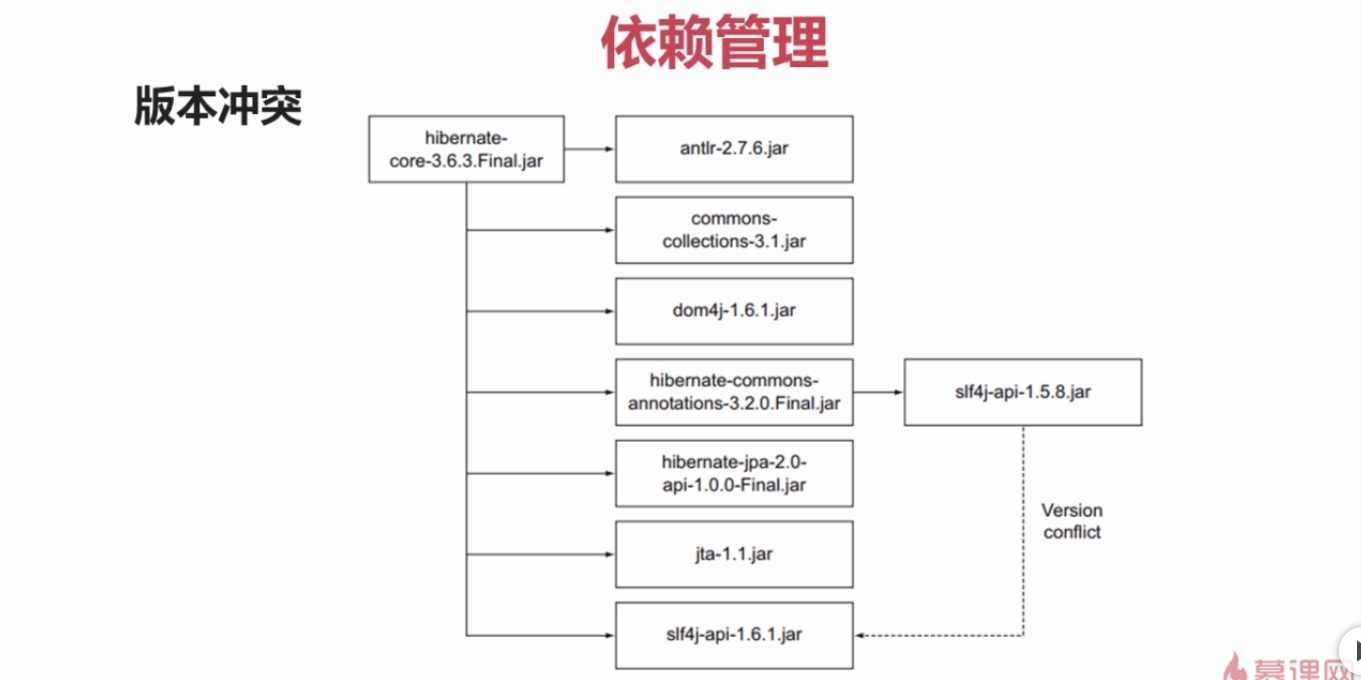 依赖管理
版本冲突
hibernate-
core-3.6.3.Final.jar
antlr-2.7.6.jar
commons-
collections-3.1.jar
dom4j-1.6.1.jar
hibernate-commons-
annotations-3.2.0.Final.jar
slf4j-api-1.5.8.jar
hibernate-jpa-2.0-
api-1.0.0-Final.jar
Version
conflict
jta-1.1.jar
slf4j-api-1.6.1.jar
慕课网